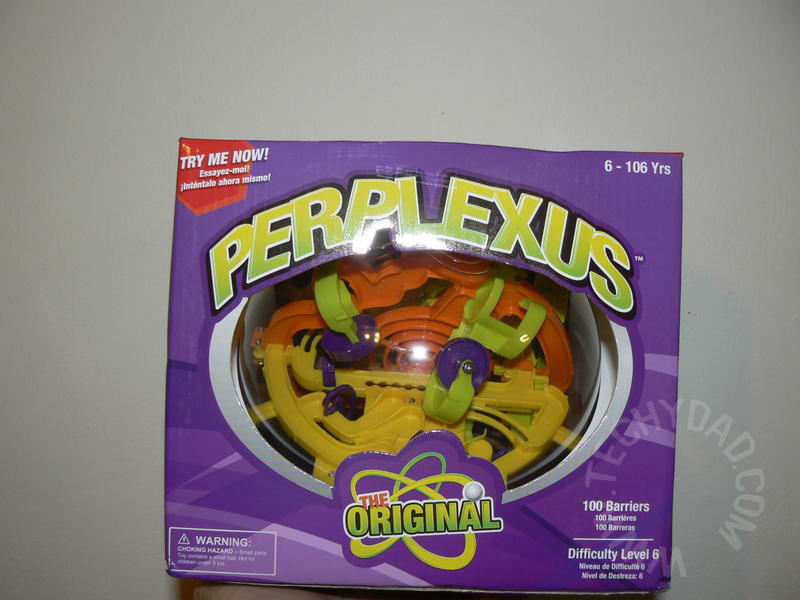 TRY ME NOW!
Essayez-moi!
¡Inténtalo ahora mismo!
6 - 106 Yrs
PERPLEXUS™
THE
ORIGINAL
100 Barriers
100 Barrières
100 Barreras
Difficulty Level 6
Niveau de Difficulté 6
Nivel de Destreza: 6
WARNING:
CHOKING HAZARD – Small parts
Toy contains a small ball. Not for
children under 3 yrs
WWW.TECHYDAD.COM